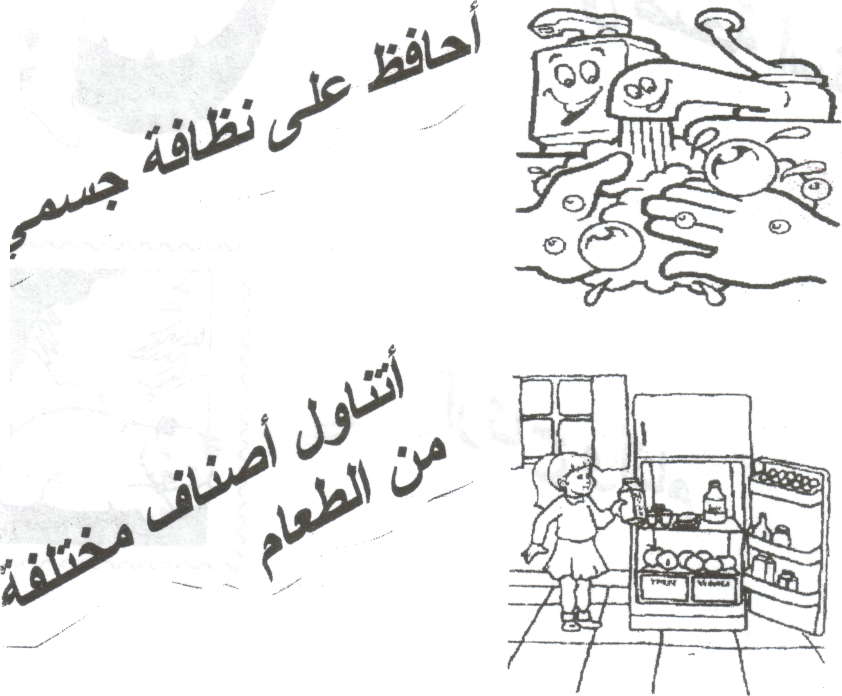 أحافظ على نظافة جسمي
أتناول أصناف مختلفة
من الطعام